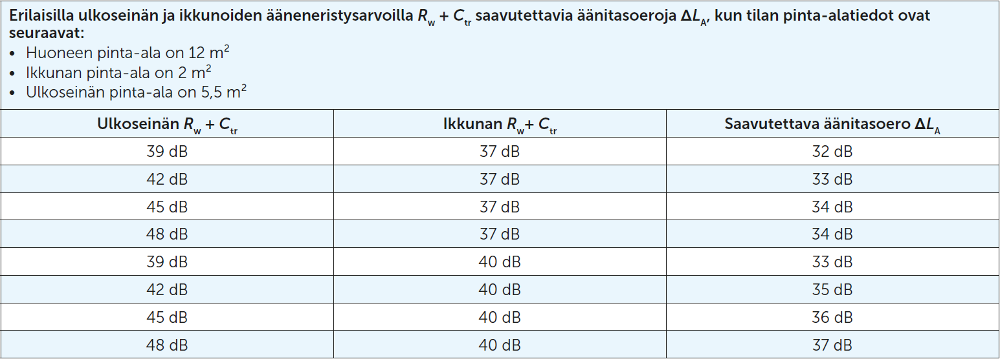 Erilaisilla ulkoseinän ja ikkunoiden ääneneristysarvoilla Rw + Ctr saavutettavia äänitasoeroja ΔLA, kun tilan pinta-alatiedot ovat
seuraavat:
• Huoneen pinta-ala on 12 m²
• Ikkunan pinta-ala on 2 m²
• Ulkoseinän pinta-ala on 5,5 m²
Ulkoseinän Rw + Ctr Ikkunan Rw+ Ctr Saavutettava äänitasoero ΔLA
39 dB 37 dB 32 dB
42 dB 37 dB 33 dB
45 dB 37 dB 34 dB
48 dB 37 dB 34 dB
39 dB 40 dB 33 dB
42 dB 40 dB 35 dB
45 dB 40 dB 36 dB
48 dB 40 dB 37 dB